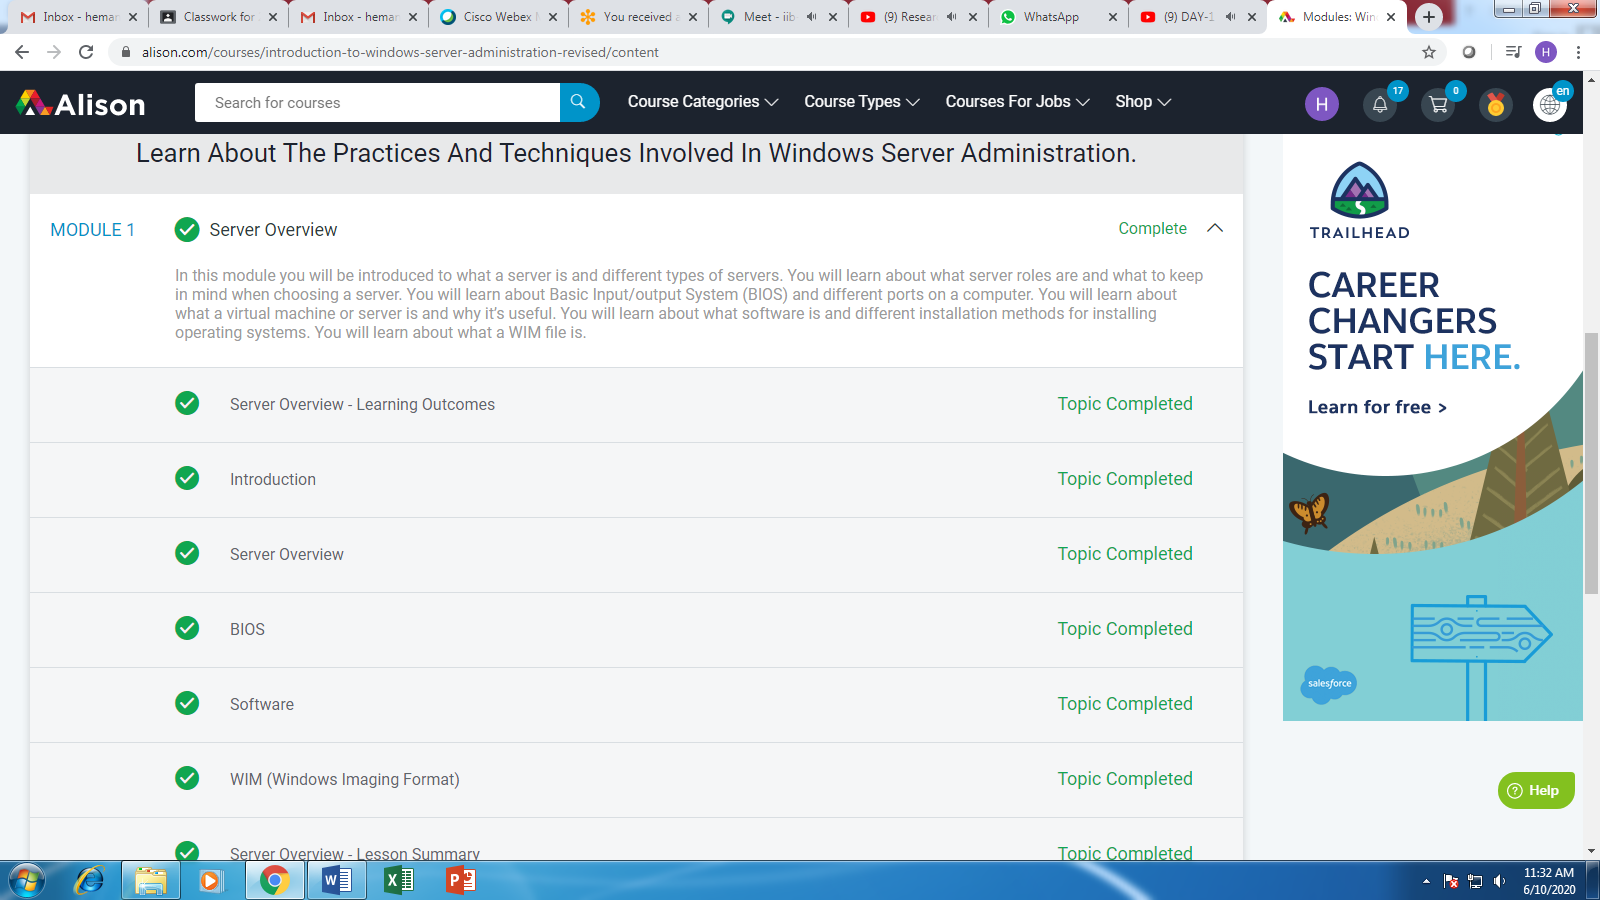 Inbox - hemar
Classwork for
Inbox - hemar
Cisco Webex
You received
Meet - iib
(9) Resear
WhatsApp
(9) DAY-1
Modules: Win
alison.com/courses/introduction-to-windows-server-administration-revised/content
H
Alison
Search for courses
Course Categories
Course Types
Courses For Jobs
Shop
H
17
0
en
Learn About The Practices And Techniques Involved In Windows Server Administration.
MODULE 1
Server Overview
Complete
In this module you will be introduced to what a server is and different types of servers. You will learn about what server roles are and what to keep
in mind when choosing a server. You will learn about Basic Input/output System (BIOS) and different ports on a computer. You will learn about
what a virtual machine or server is and why it's useful. You will learn about what software is and different installation methods for installing
operating systems. You will learn about what a WIM file is.
Server Overview - Learning Outcomes
Topic Completed
Introduction
Topic Completed
Server Overview
Topic Completed
BIOS
Topic Completed
Software
Topic Completed
WIM (Windows Imaging Format)
Topic Completed
Server Overview - Lesson Summary
Topic Completed
TRAILHEAD
CAREER
CHANGERS
START HERE.
Learn for free >
salesforce
Help
11:32 AM
6/10/2020